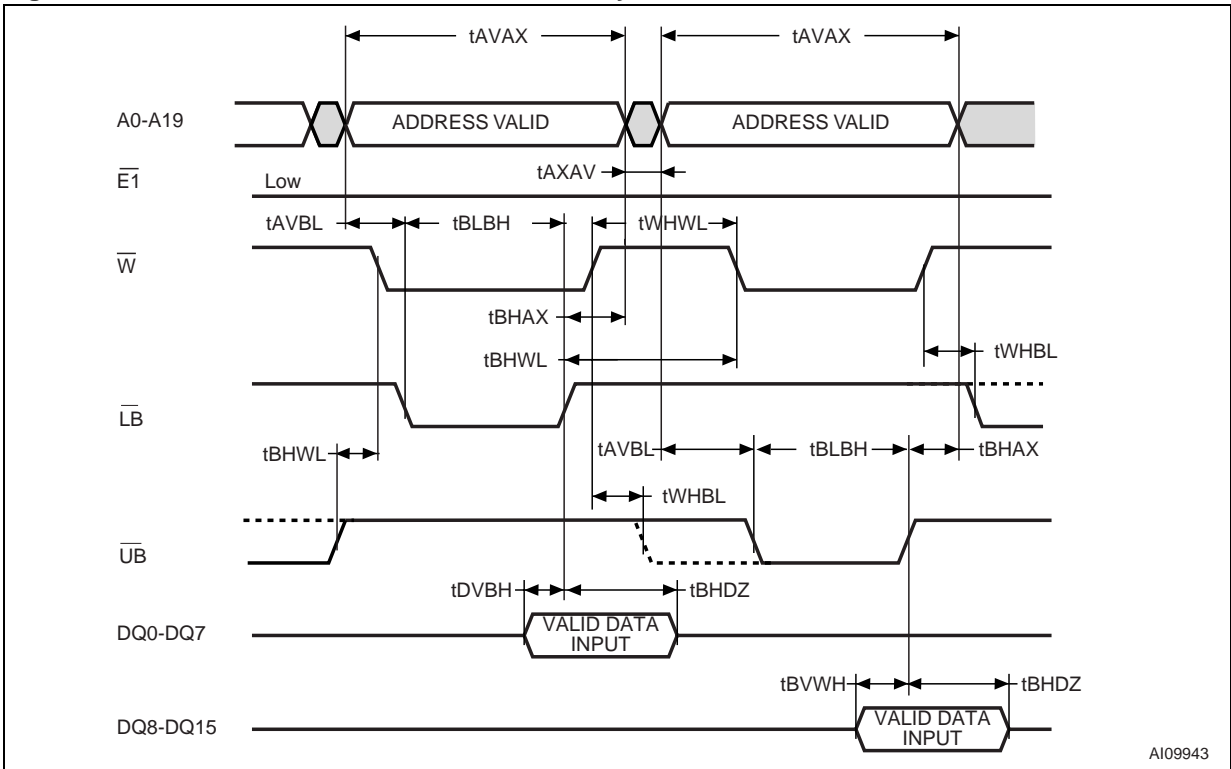 tAVAX tAVAX
A0-A19 ADDRESS VALID ADDRESS VALID
tAXAV
E1 Low
tAVBL tBLBH tWHWL
W
tBHAX
tBHWL tWHBL
LB
tBHWL tAVBL tBLBH tBHAX
tWHBL
UB
tDVBH tBHDZ
DQ0-DQ7 VALID DATA
INPUT
tBVWH tBHDZ
DQ8-DQ15 VALID DATA
INPUT
AI09943